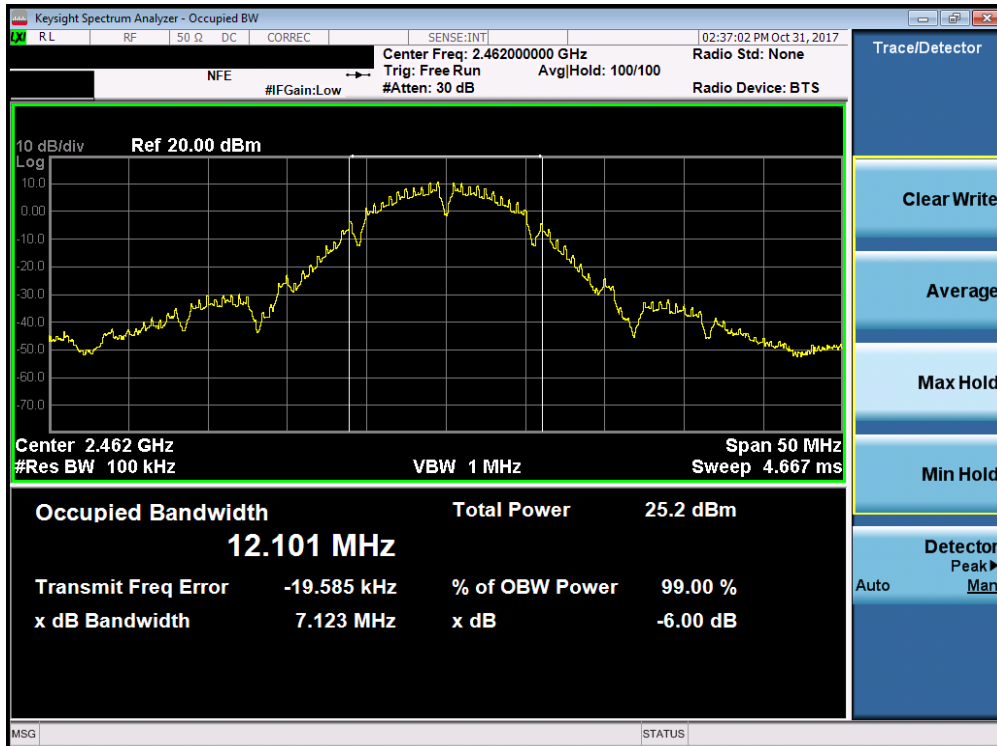 Keysight Spectrum Analyzer - Occupied BW
LXI RL RF 50 Ω DC CORREC SENSE:INT 02:37:02 PM Oct 31, 2017
Center Freq: 2.462000000 GHz Radio Std: None
NFE Trig: Free Run Avg|Hold: 100/100
#IFGain:Low #Atten: 30 dB Radio Device: BTS
Trace/Detector
10 dB/div Ref 20.00 dBm
Log
10.0
0.00
-10.0
-20.0
-30.0
-40.0
-50.0
-60.0
-70.0
Center 2.462 GHz Span 50 MHz
#Res BW 100 kHz VBW 1 MHz Sweep 4.667 ms
Clear Write
Average
Max Hold
Min Hold
Detector
Peak▶
Auto Man
Occupied Bandwidth Total Power 25.2 dBm
12.101 MHz
Transmit Freq Error -19.585 kHz % of OBW Power 99.00 %
x dB Bandwidth 7.123 MHz x dB -6.00 dB
MSG STATUS